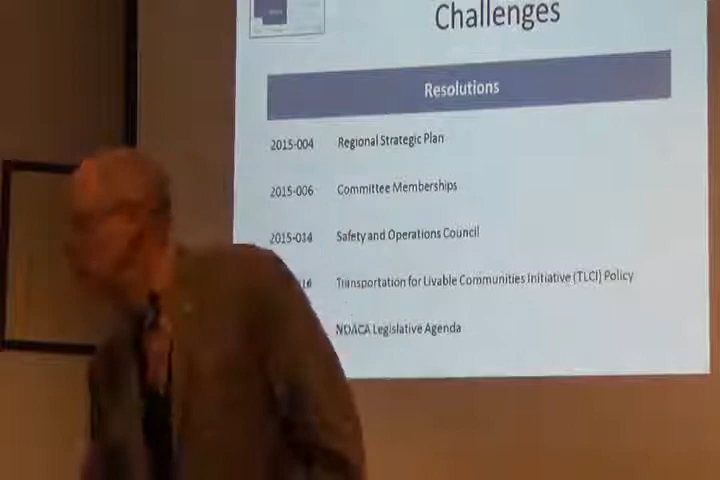 Challenges
Resolutions
2015-004 Regional Strategic Plan
2015-006 Committee Memberships
2015-014 Safety and Operations Council
16 Transportation for Livable Communities Initiative (TLCI) Policy
NOACA Legislative Agenda